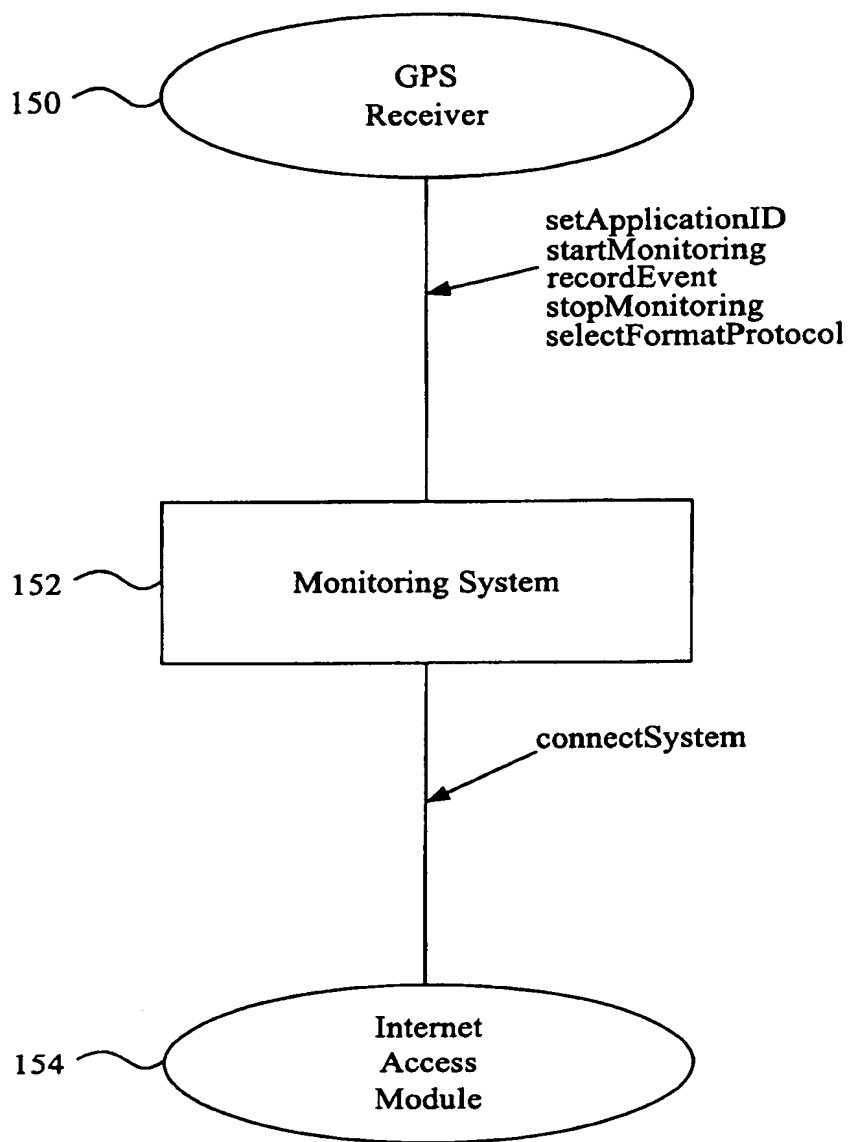 GPS
Receiver
150
setApplicationID
startMonitoring
recordEvent
stopMonitoring
selectFormatProtocol
152
Monitoring System
connectSystem
154
Internet
Access
Module